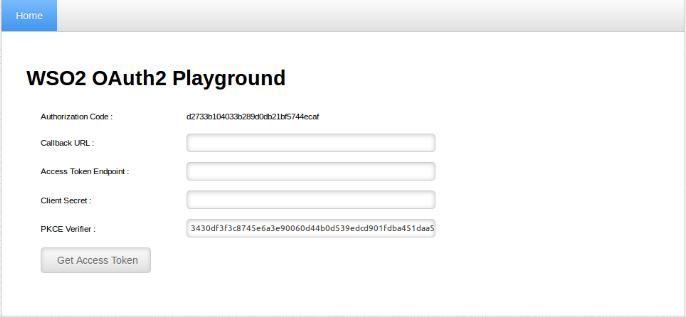 Home
WSO2 OAuth2 Playground
Authorization Code : d2733b104033b289d0db21bf5744ecaf
Callback URL :
Access Token Endpoint :
Client Secret :
PKCE Verifier : 3430df3f3c8745e6a3e90060d44b0d539edcd901fdba451daa5
Get Access Token